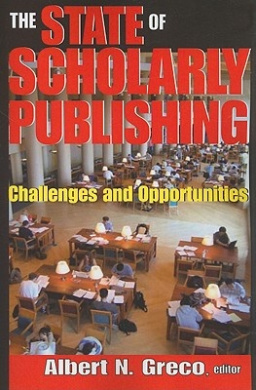 THE STATE OF
SCHOLARLY
PUBLISHING
Challenges and Opportunities
Albert N. Greco, editor